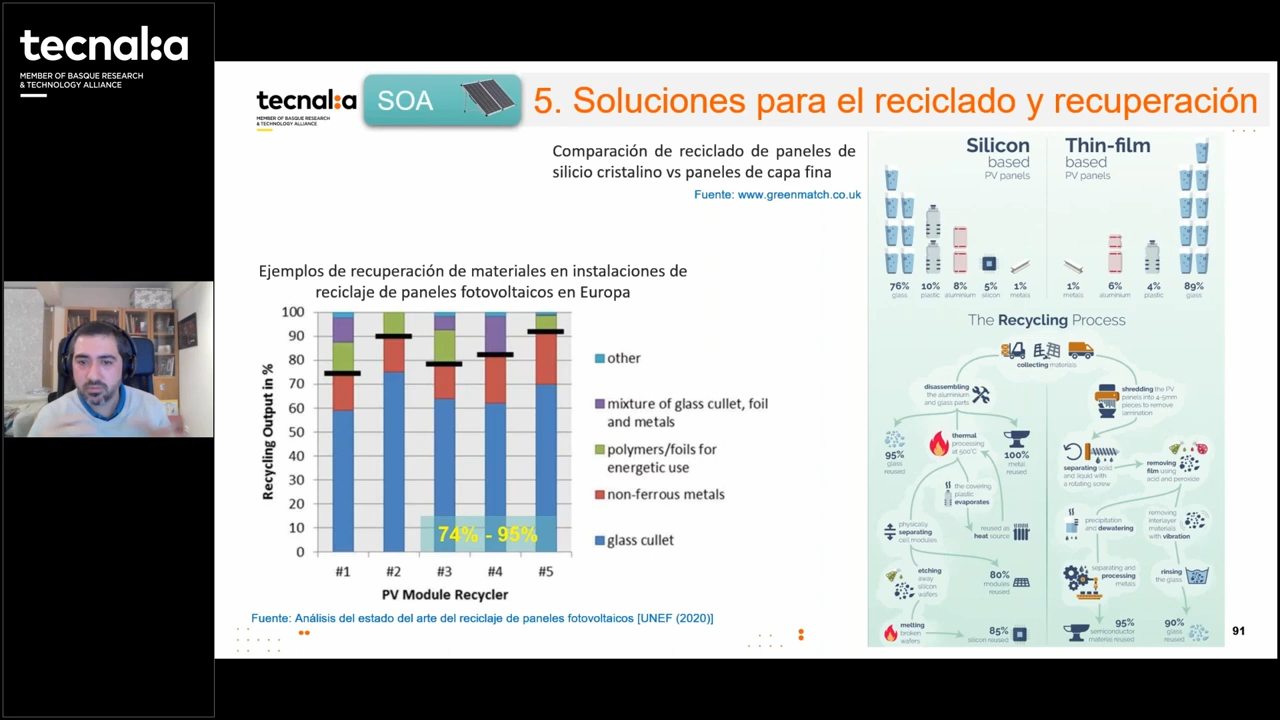 tecnal:a
MEMBER OF BASQUE RESEARCH
& TECHNOLOGY ALLIANCE
tecnal:a
MEMBER OF BASQUE RESEARCH
& TECHNOLOGY ALLIANCE
SOA
5. Soluciones para el reciclado y recuperación
Comparación de reciclado de paneles de
silicio cristalino vs paneles de capa fina
Fuente: www.greenmatch.co.uk
Ejemplos de recuperación de materiales en instalaciones de
reciclaje de paneles fotovoltaicos en Europa
Recycling Output in %
100
90
80
70
60
50
40
30
20
10
0
74% - 95%
#1 #2 #3 #4 #5
PV Module Recycler
other
mixture of glass cullet, foil
and metals
polymers/foils for
energetic use
non-ferrous metals
glass cullet
Fuente: Análisis del estado del arte del reciclaje de paneles fotovoltaicos [UNEF (2020)]
Silicon
based
PV panels
Thin-film
based
PV panels
76% 10% 8% 5% 1%
glass plastic aluminium silicon metals
1% 6% 4% 89%
metals aluminium plastic glass
The Recycling Process
collecting materials
disassembling
the aluminium
and glass parts
95%
glass
reused
thermal
processing
at 500°C
100%
metal
reused
the covering
plastic
evaporates
physically
separating
cell modules
reused as
heat source
etching
away
silicon
wafers
80%
modules
reused
melting
broken
wafers
85%
silicon reused
shredding the PV
panels into 4-5mm
pieces to remove
lamination
separating solid
and liquid with
a rotating screw
removing
film using
acid and peroxide
precipitation
and dewatering
removing
interlayer
materials
with vibration
separating and
processing
metals
rinsing
the glass
95%
semiconductor
material reused
90%
glass
reused
91